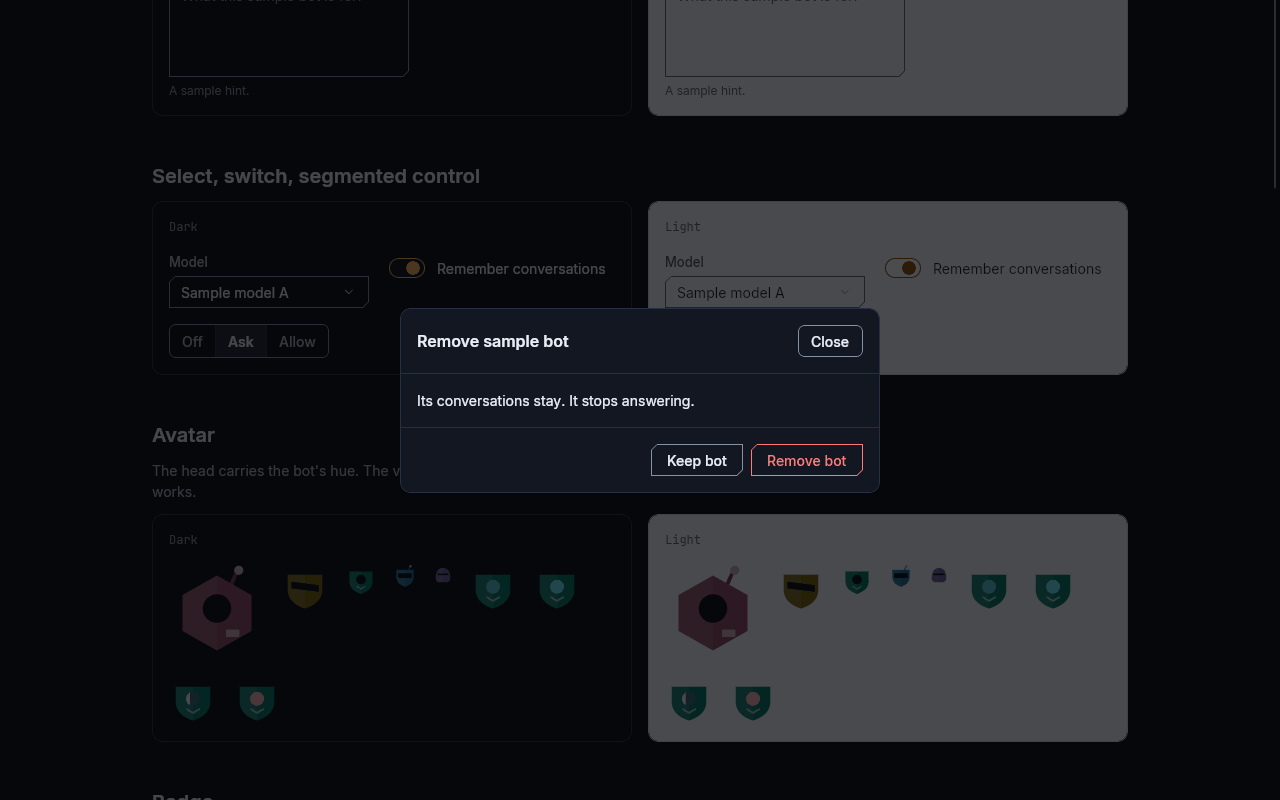 A sample hint.
A sample hint.
Select, switch, segmented control
Dark
Light
Model
Remember conversations
Model
Remember conversations
Sample model A
Sample model A
Off
Ask
Allow
Remove sample bot
Close
Its conversations stay. It stops answering.
Keep bot
Remove bot
Avatar
The head carries the bot's hue. The v
works.
Dark
Light